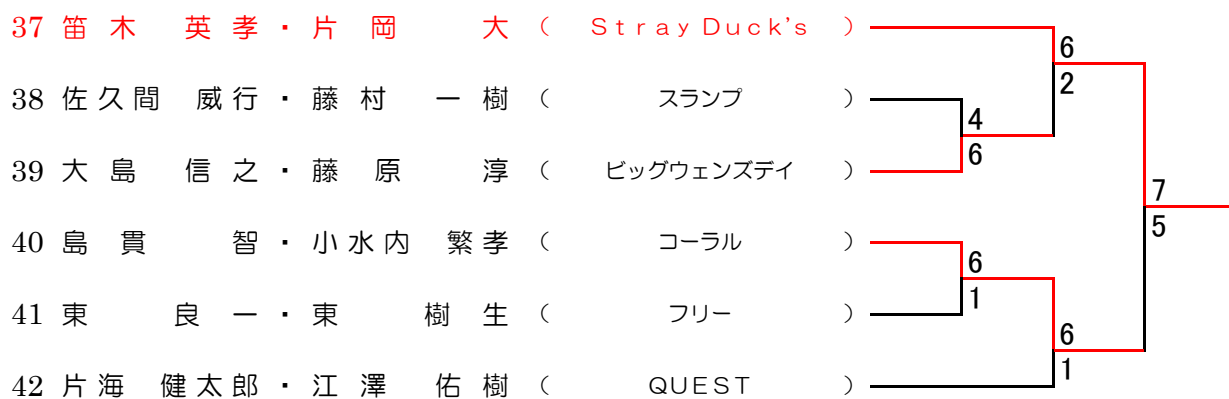 37 笛木 英孝・片岡 大 ( Stray Duck's )
6
2
38 佐久間 威行・藤村 一樹 ( スランプ )
4
6
39 大島 信之・藤原 淳 ( ビッグウェンズデイ )
7
5
40 島貫 智・小水内 繁孝 ( コーラル )
6
1
41 東 良一・東 樹生 ( フリー )
6
1
42 片海 健太郎・江澤 佑樹 ( QUEST )